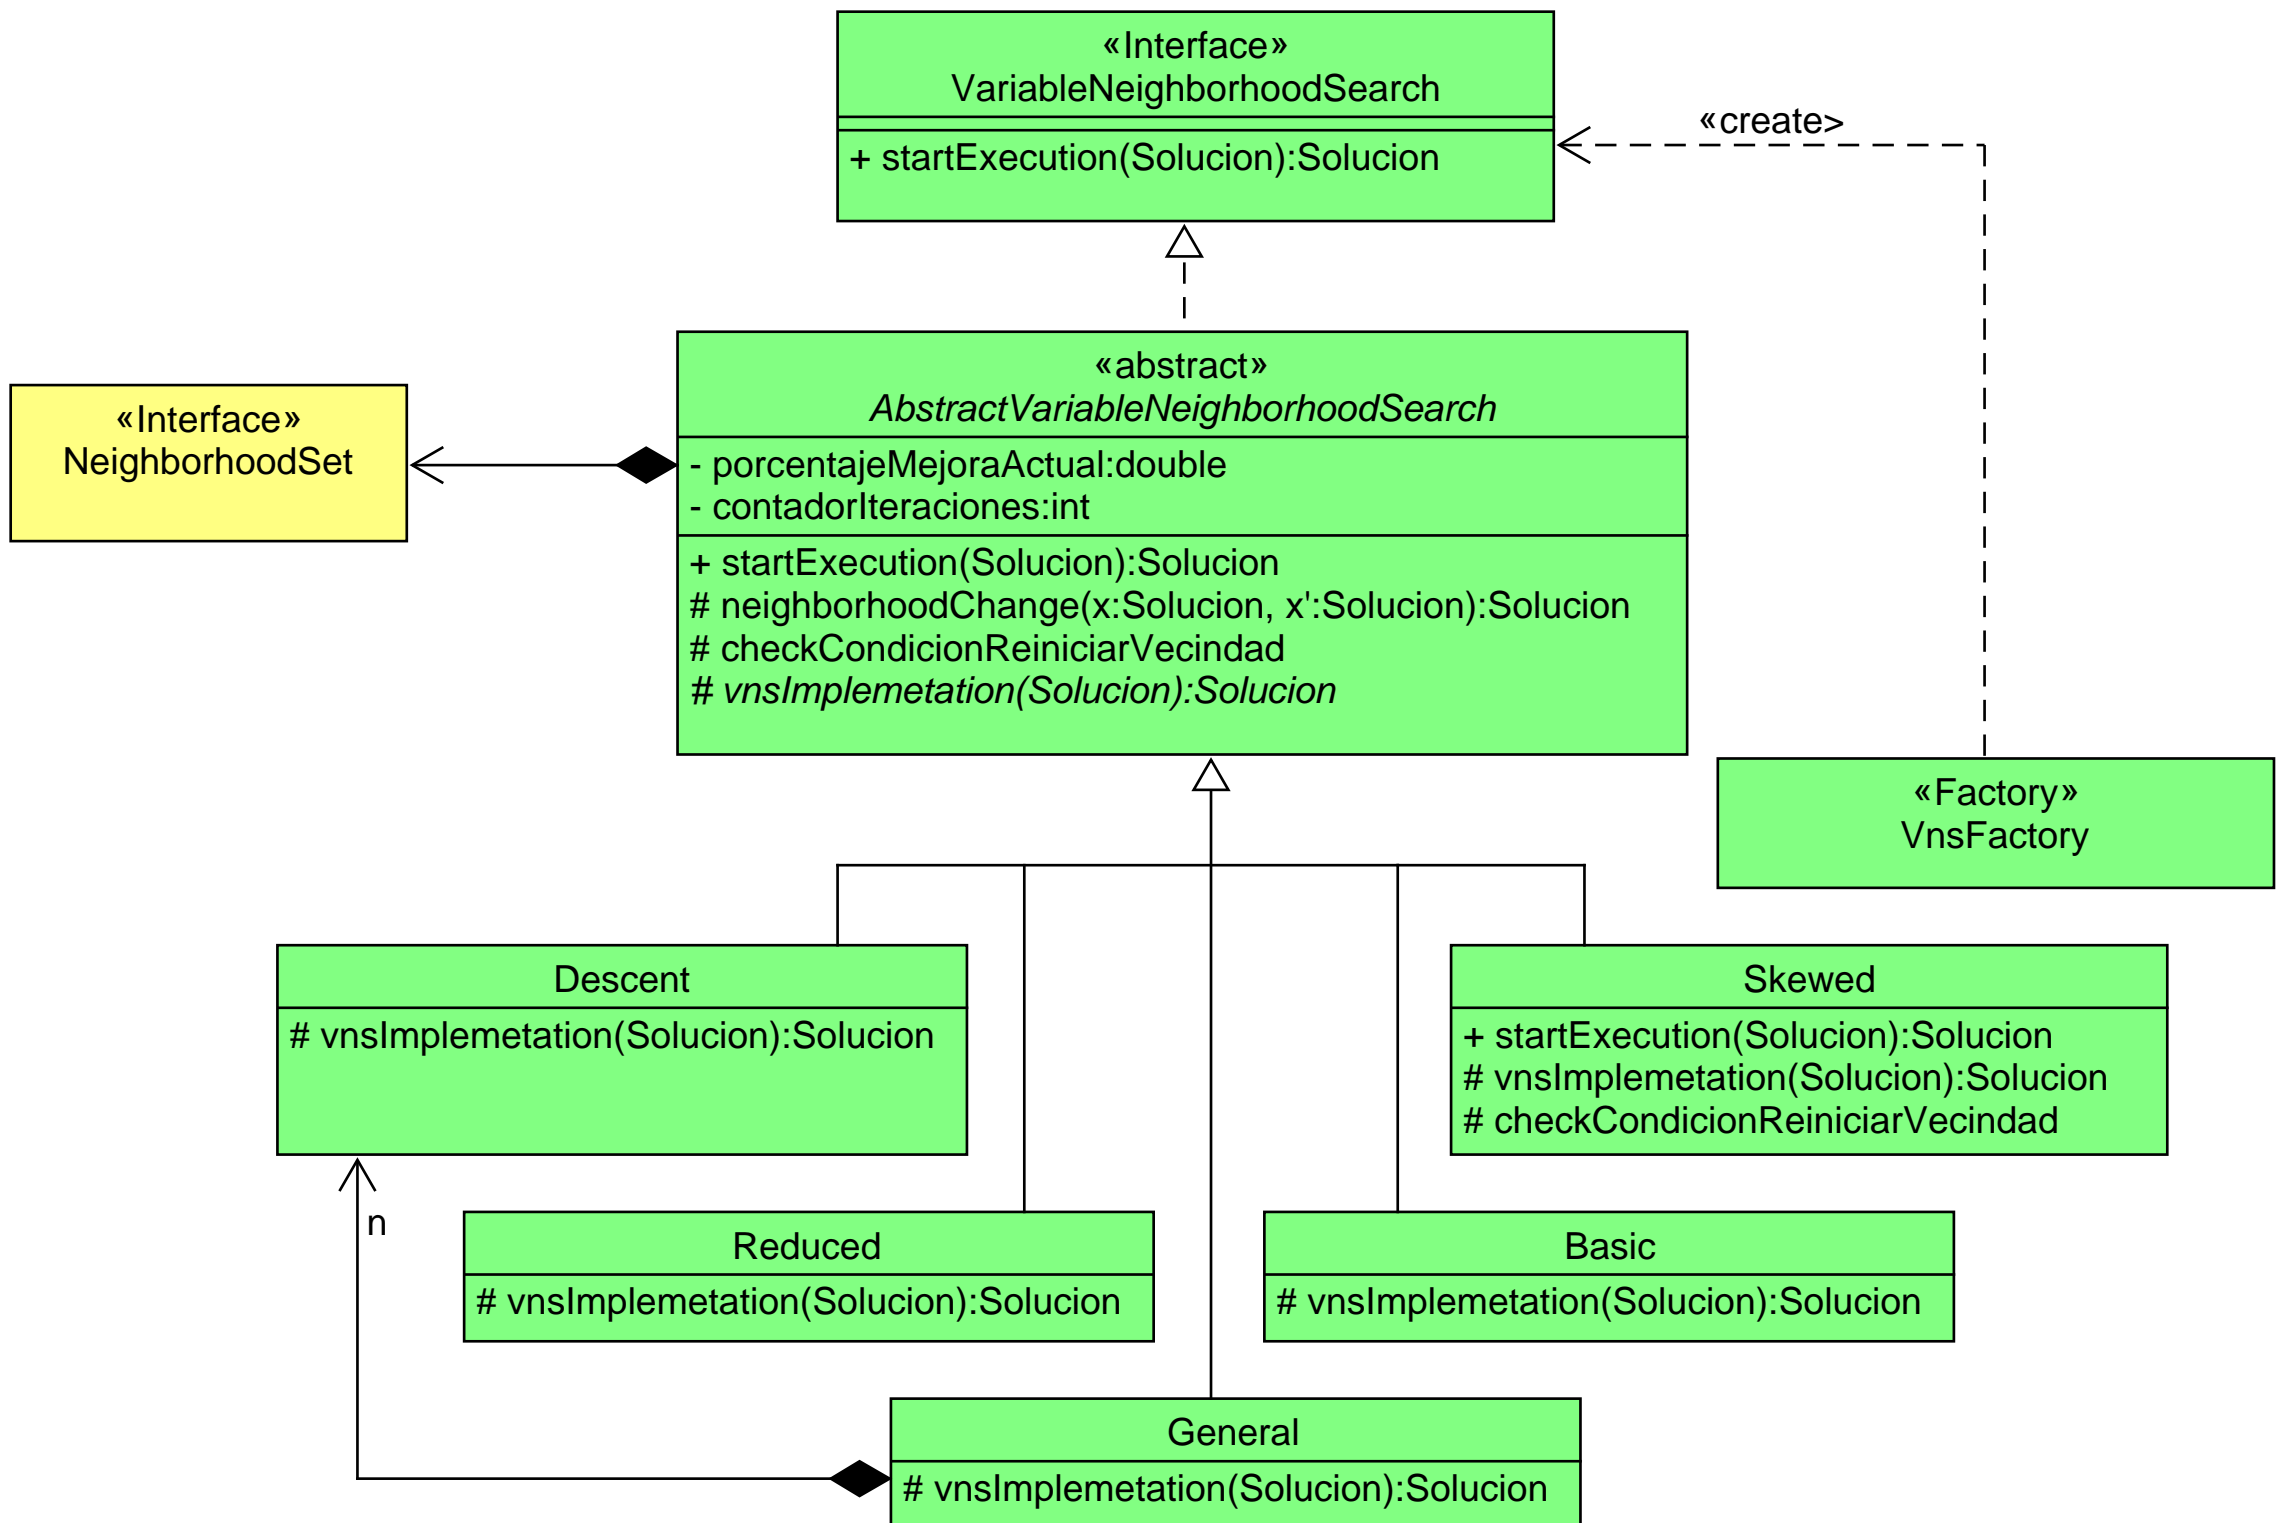 «Interface»
VariableNeighborhoodSearch
+ startExecution(Solucion):Solucion
«create>
«Interface»
NeighborhoodSet
«abstract»
AbstractVariableNeighborhoodSearch
- porcentajeMejoraActual:double
- contadorIteraciones:int
+ startExecution(Solucion):Solucion
# neighborhoodChange(x:Solucion, x':Solucion):Solucion
# checkCondicionReiniciarVecindad
# vnsImplemetation(Solucion):Solucion
«Factory»
VnsFactory
Descent
# vnsImplemetation(Solucion):Solucion
Skewed
+ startExecution(Solucion):Solucion
# vnsImplemetation(Solucion):Solucion
# checkCondicionReiniciarVecindad
n
Reduced
# vnsImplemetation(Solucion):Solucion
Basic
# vnsImplemetation(Solucion):Solucion
General
# vnsImplemetation(Solucion):Solucion